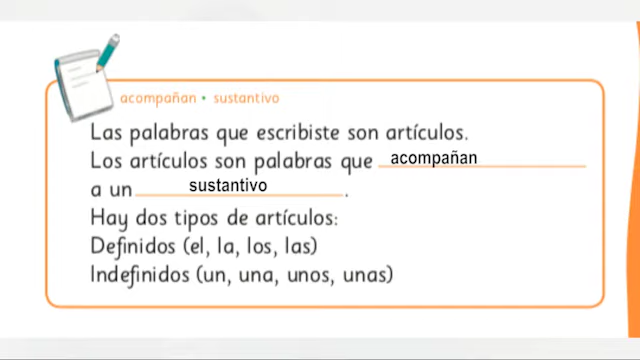 acompañan • sustantivo
Las palabras que escribiste son artículos.
Los artículos son palabras que acompañan
a un sustantivo.
Hay dos tipos de artículos:
Definidos (el, la, los, las)
Indefinidos (un, una, unos, unas)